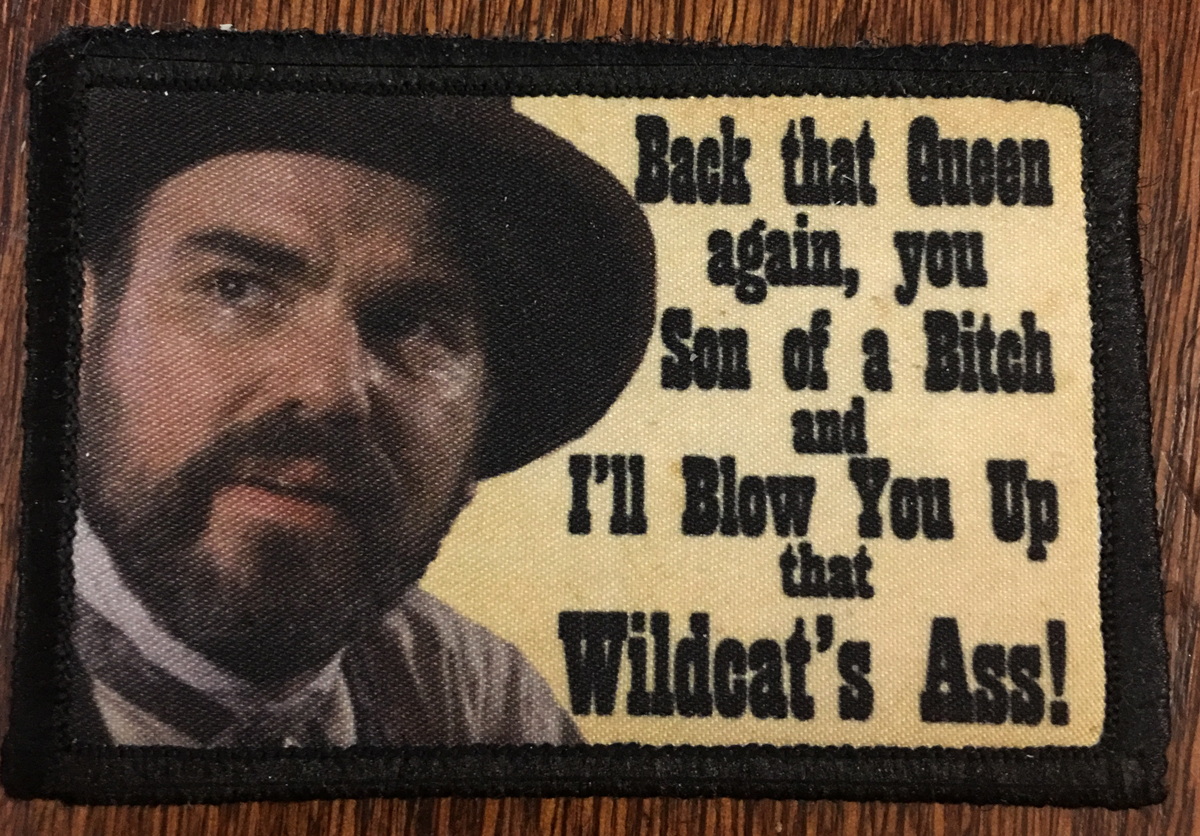 Back that Queen
again, you
Son of a Bitch
and
I'll Blow You Up
that
Wildcat's Ass!